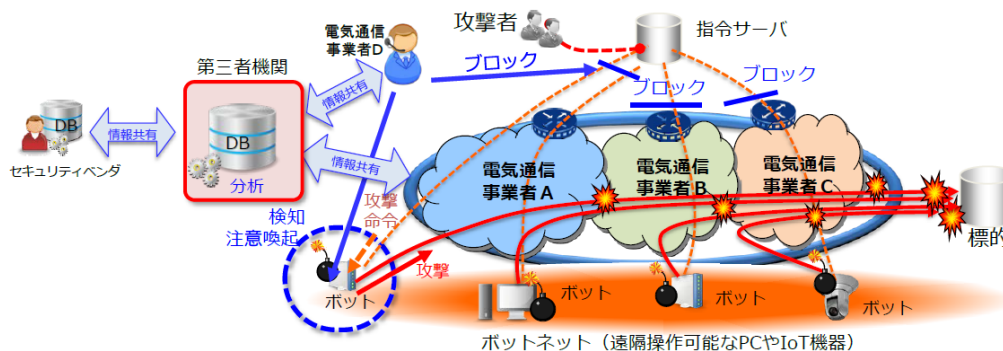 攻撃者
指令サーバ
電気通信
事業者D
ブロック
ブロック
ブロック
第三者機関
情報共有
DB
情報共有
DB
分析
情報共有
セキュリティベンダ
電気通信
事業者A
電気通信
事業者B
電気通信
事業者C
攻撃
命令
検知
注意喚起
攻撃
標的
ボット
ボット
ボット
ボット
ボットネット（遠隔操作可能なPCやIoT機器）